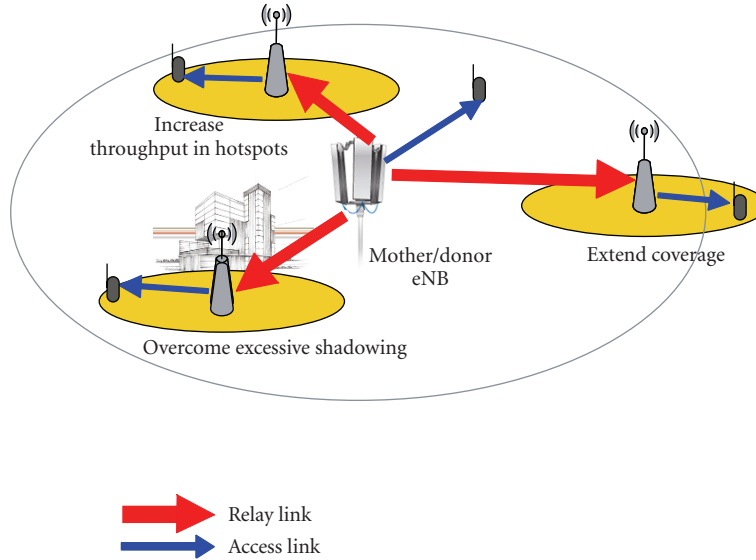 Increase
throughput in hotspots
Mother/donor
eNB
Extend coverage
Overcome excessive shadowing
Relay link
Access link